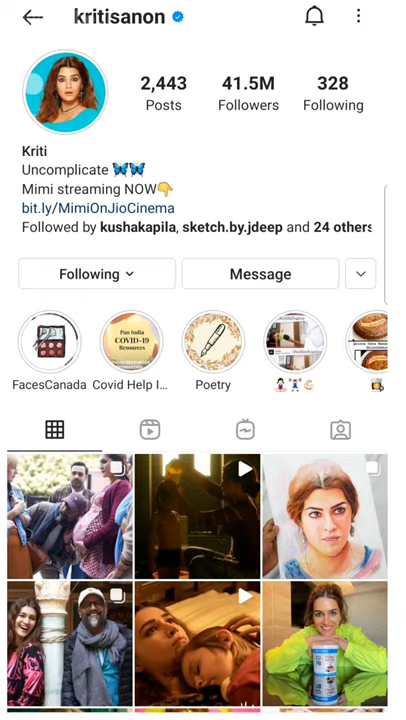 kritisanon
2,443 41.5M 328
Posts Followers Following
Kriti
Uncomplicate 🦋🦋
Mimi streaming NOW👇
bit.ly/MimiOnJioCinema
Followed by kushakapila, sketch.by.jdeep and 24 others
Following Message
Pan India
COVID-19
Resources
FacesCanada Covid Help I... Poetry